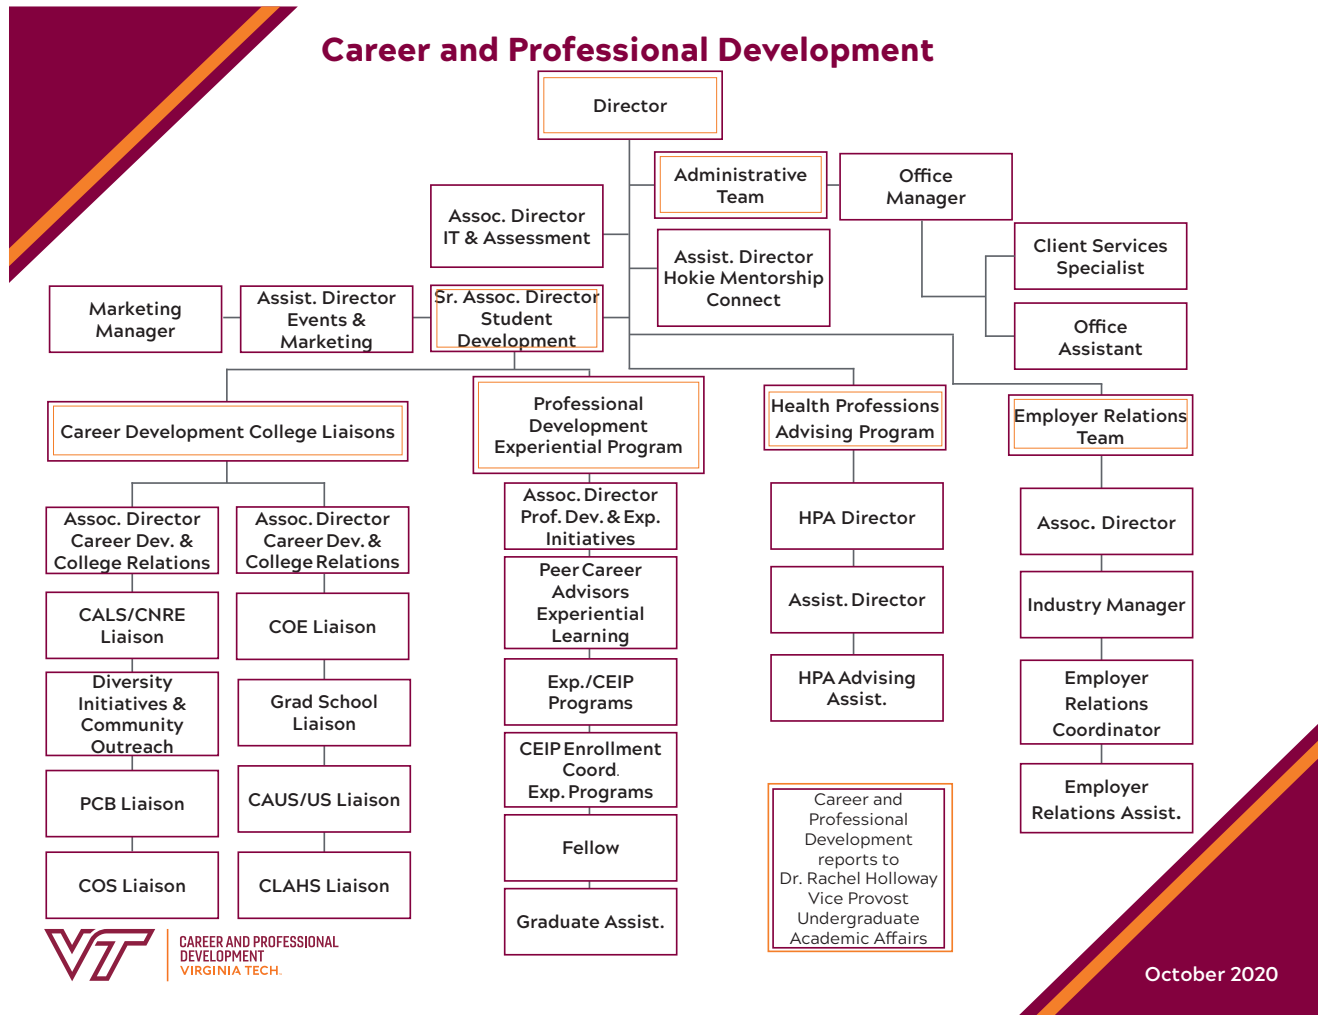 Career and Professional Development
Director
Administrative
Team
Office
Manager
Assoc. Director
IT & Assessment
Assist. Director
Hokie Mentorship
Connect
Client Services
Specialist
Office
Assistant
Marketing
Manager
Assist. Director
Events &
Marketing
Sr. Assoc. Director
Student
Development
Career Development College Liaisons
Professional
Development
Experiential Program
Health Professions
Advising Program
Employer Relations
Team
Assoc. Director
Career Dev. &
College Relations
CALS/CNRE
Liaison
Diversity
Initiatives &
Community
Outreach
PCB Liaison
COS Liaison
Assoc. Director
Career Dev. &
College Relations
COE Liaison
Grad School
Liaison
CAUS/US Liaison
CLAHS Liaison
Assoc. Director
Prof. Dev. & Exp.
Initiatives
Peer Career
Advisors
Experiential
Learning
Exp./CEIP
Programs
CEIP Enrollment
Coord.
Exp. Programs
Fellow
Graduate Assist.
HPA Director
Assist. Director
HPA Advising
Assist.
Assoc. Director
Industry Manager
Employer
Relations
Coordinator
Employer
Relations Assist.
Career and
Professional
Development
reports to
Dr. Rachel Holloway
Vice Provost
Undergraduate
Academic Affairs
VT
CAREER AND PROFESSIONAL
DEVELOPMENT
VIRGINIA TECH.
October 2020